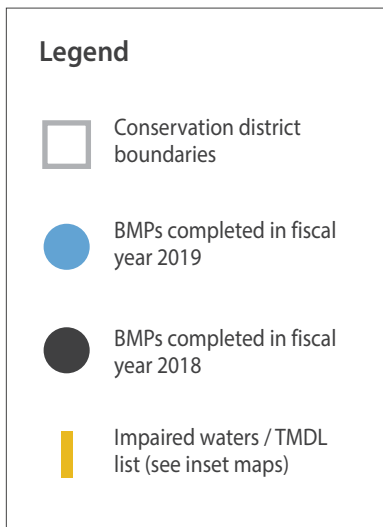 Legend
Conservation district
boundaries
BMPs completed in fiscal
year 2019
BMPs completed in fiscal
year 2018
Impaired waters / TMDL
list (see inset maps)